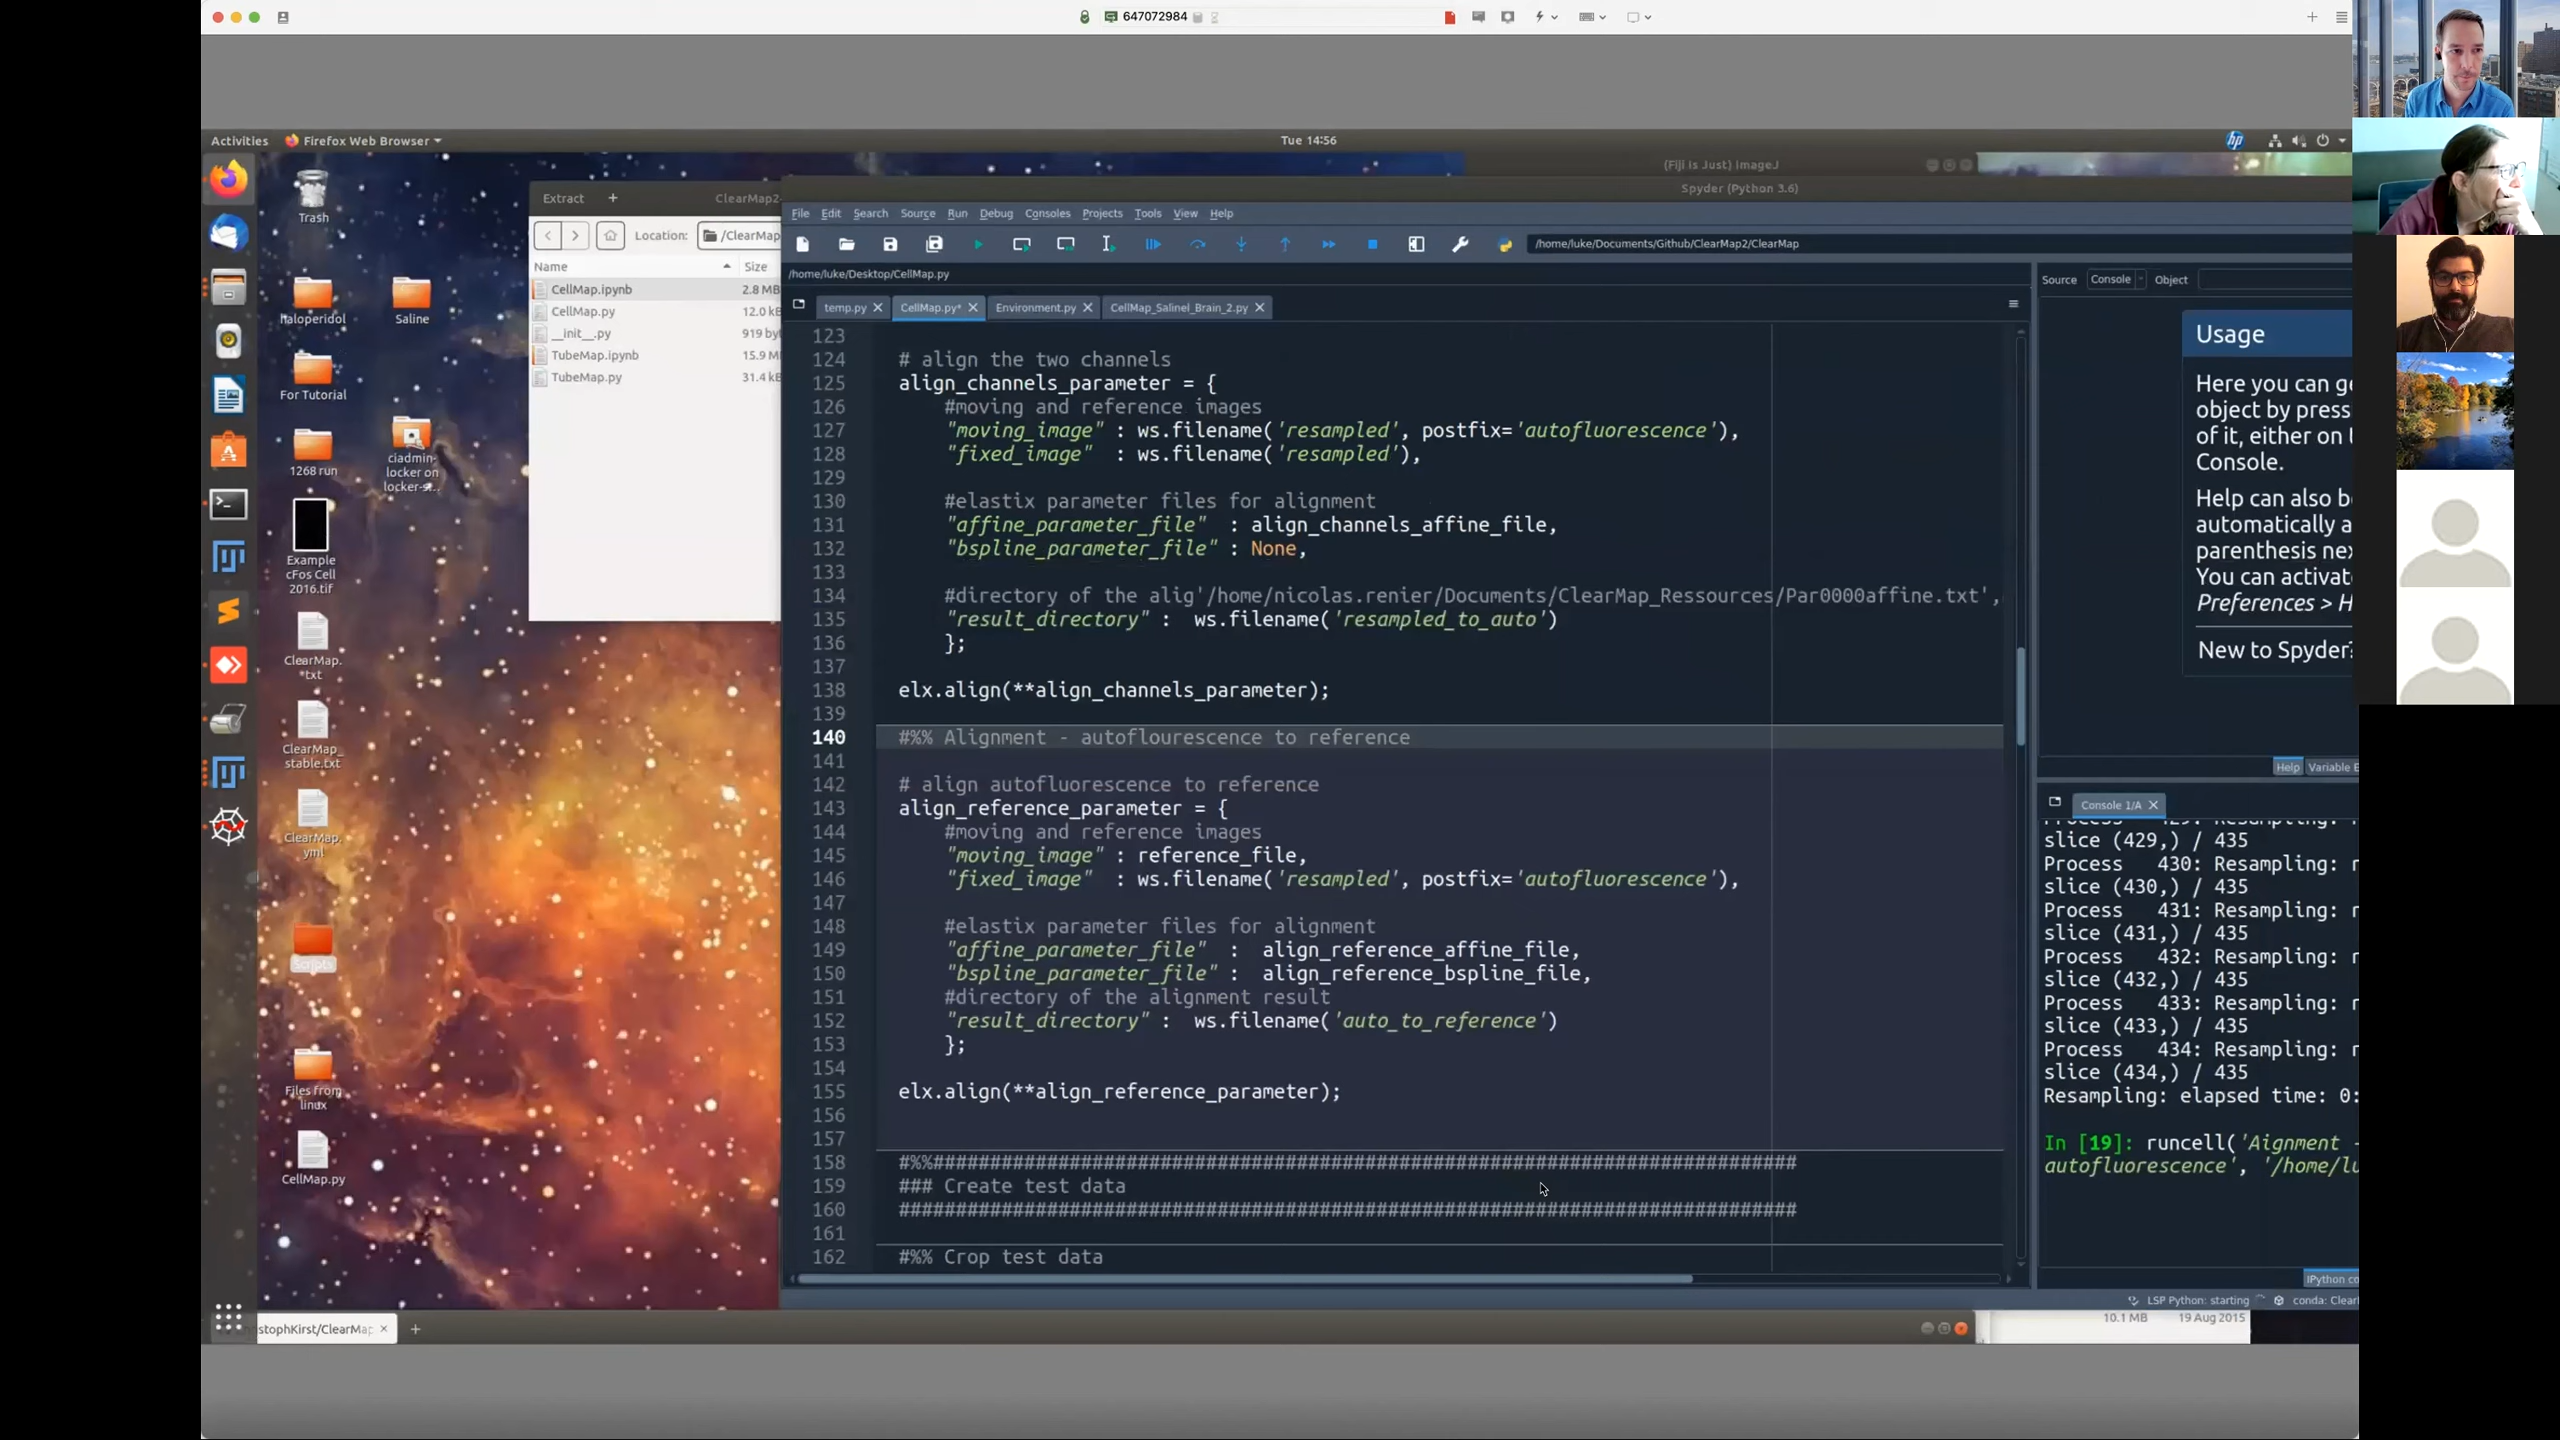 647072984
Activities
Firefox Web Browser
Tue 14:56
hp
(Fiji Is Just) ImageJ
Spyder (Python 3.6)
Trash
haloperidol
Saline
For Tutorial
1268 run
ciadmin-
locker on
locker-s...
Example
cFos Cell
2016.tif
ClearMap.
*txt
ClearMap_
stable.txt
ClearMap.
yml
Scripts
Files from
linux
CellMap.py
Extract
ClearMap2-
Location:
/ClearMap
Name
Size
CellMap.ipynb 2.8 MB
CellMap.py 12.0 kB
__init__.py 919 byt
TubeMap.ipynb 15.9 M
TubeMap.py 31.4 kB
File Edit Search Source Run Debug Consoles Projects Tools View Help
/home/luke/Documents/Github/ClearMap2/ClearMap
/home/luke/Desktop/CellMap.py
temp.py
CellMap.py*
Environment.py
CellMap_Salinel_Brain_2.py
123
124 # align the two channels
125 align_channels_parameter = {
126 #moving and reference images
127 "moving_image" : ws.filename('resampled', postfix='autofluorescence'),
128 "fixed_image"  : ws.filename('resampled'),
129
130 #elastix parameter files for alignment
131 "affine_parameter_file"  : align_channels_affine_file,
132 "bspline_parameter_file" : None,
133
134 #directory of the alig'/home/nicolas.renier/Documents/ClearMap_Ressources/Par0000affine.txt',
135 "result_directory" :  ws.filename('resampled_to_auto')
136 };
137
138 elx.align(**align_channels_parameter);
139
140 #%% Alignment - autoflourescence to reference
141
142 # align autofluorescence to reference
143 align_reference_parameter = {
144 #moving and reference images
145 "moving_image" : reference_file,
146 "fixed_image"  : ws.filename('resampled', postfix='autofluorescence'),
147
148 #elastix parameter files for alignment
149 "affine_parameter_file"  :  align_reference_affine_file,
150 "bspline_parameter_file" :  align_reference_bspline_file,
151 #directory of the alignment result
152 "result_directory" :  ws.filename('auto_to_reference')
153 };
154
155 elx.align(**align_reference_parameter);
156
157
158 #%%############################################################################
159 ### Create test data
160 ###############################################################################
161
162 #%% Crop test data
Source
Console
Object
Usage
Here you can ge
object by press
of it, either on t
Console.
Help can also b
automatically a
parenthesis nex
You can activat
Preferences > H
New to Spyder?
Help
Variable E
Console 1/A
slice (429,) / 435
Process   430: Resampling: r
slice (430,) / 435
Process   431: Resampling: r
slice (431,) / 435
Process   432: Resampling: r
slice (432,) / 435
Process   433: Resampling: r
slice (433,) / 435
Process   434: Resampling: r
slice (434,) / 435
Resampling: elapsed time: 0:
In [19]: runcell('Aignment -
autofluorescence', '/home/lu
IPython co
LSP Python: starting
conda: Clear
stophKirst/ClearMap
10.1 MB
19 Aug 2015